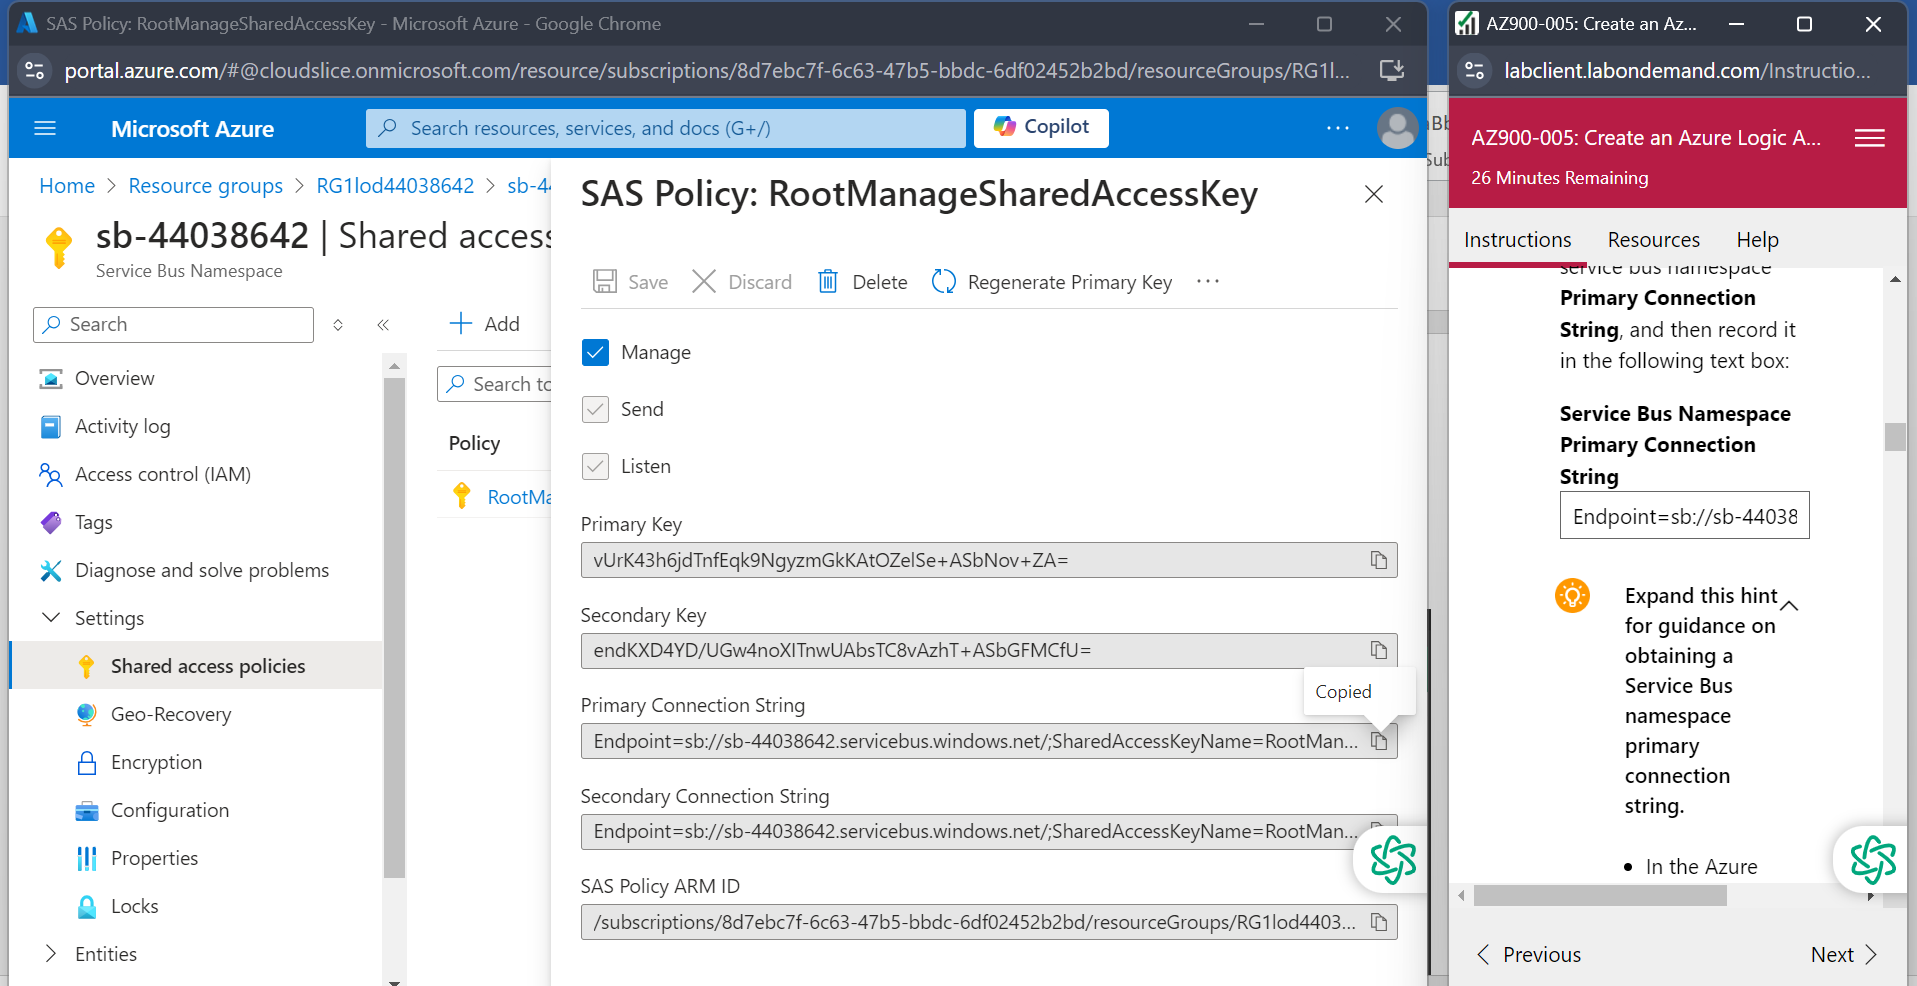 SAS Policy: RootManageSharedAccessKey - Microsoft Azure - Google Chrome
portal.azure.com/#@cloudslice.onmicrosoft.com/resource/subscriptions/8d7ebc7f-6c63-47b5-bbdc-6df02452b2bd/resourceGroups/RG1l...
Microsoft Azure
Search resources, services, and docs (G+/)
Copilot
Home > Resource groups > RG1lod44038642 > sb-44
sb-44038642 | Shared access
Service Bus Namespace
Search
Overview
Activity log
Access control (IAM)
Tags
Diagnose and solve problems
Settings
Shared access policies
Geo-Recovery
Encryption
Configuration
Properties
Locks
Entities
Add
Search to
Policy
RootMa
SAS Policy: RootManageSharedAccessKey
Save
Discard
Delete
Regenerate Primary Key
Manage
Send
Listen
Primary Key
vUrK43h6jdTnfEqk9NgyzmGkKAtOZelSe+ASbNov+ZA=
Secondary Key
endKXD4YD/UGw4noXITnwUAbsTC8vAzhT+ASbGFMCfU=
Copied
Primary Connection String
Endpoint=sb://sb-44038642.servicebus.windows.net/;SharedAccessKeyName=RootMan...
Secondary Connection String
Endpoint=sb://sb-44038642.servicebus.windows.net/;SharedAccessKeyName=RootMan...
SAS Policy ARM ID
/subscriptions/8d7ebc7f-6c63-47b5-bbdc-6df02452b2bd/resourceGroups/RG1lod4403...
AZ900-005: Create an Az...
labclient.labondemand.com/Instructio...
AZ900-005: Create an Azure Logic A...
26 Minutes Remaining
Instructions
Resources
Help
service bus namespace
Primary Connection
String, and then record it
in the following text box:
Service Bus Namespace
Primary Connection
String
Endpoint=sb://sb-44038
Expand this hint
for guidance on
obtaining a
Service Bus
namespace
primary
connection
string.
• In the Azure
Previous
Next